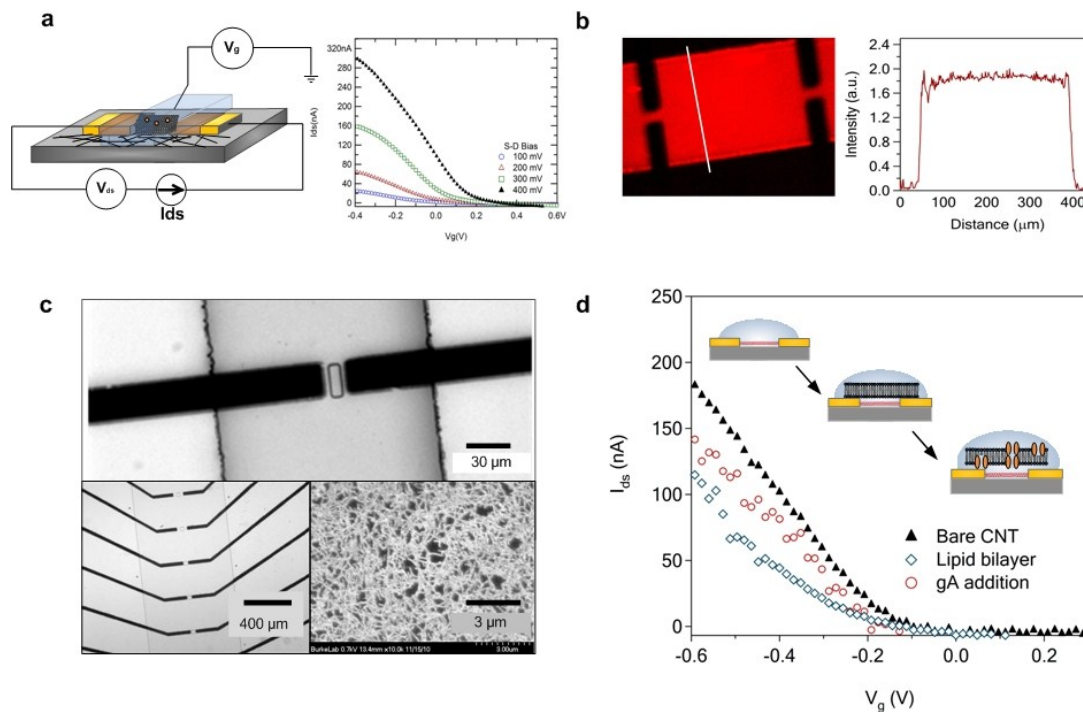 a
Vg
Vds
Ids
320nA
280
240
200
160
120
80
40
0
Ids(nA)
S-D Bias
100 mV
200 mV
300 mV
400 mV
-0.4
-0.2
0.0
0.2
0.4
0.6V
Vg(V)
b
2.4
2.0
1.6
1.2
0.8
0.4
0.0
Intensity (a.u.)
0
100
200
300
400
Distance (μm)
c
30 μm
400 μm
3 μm
BurkeLab 0.7kV 13.4mm x10.0k 11/15/10
3.00um
d
250
200
150
100
50
0
Ids (nA)
Bare CNT
Lipid bilayer
gA addition
-0.6
-0.4
-0.2
0.0
0.2
Vg (V)